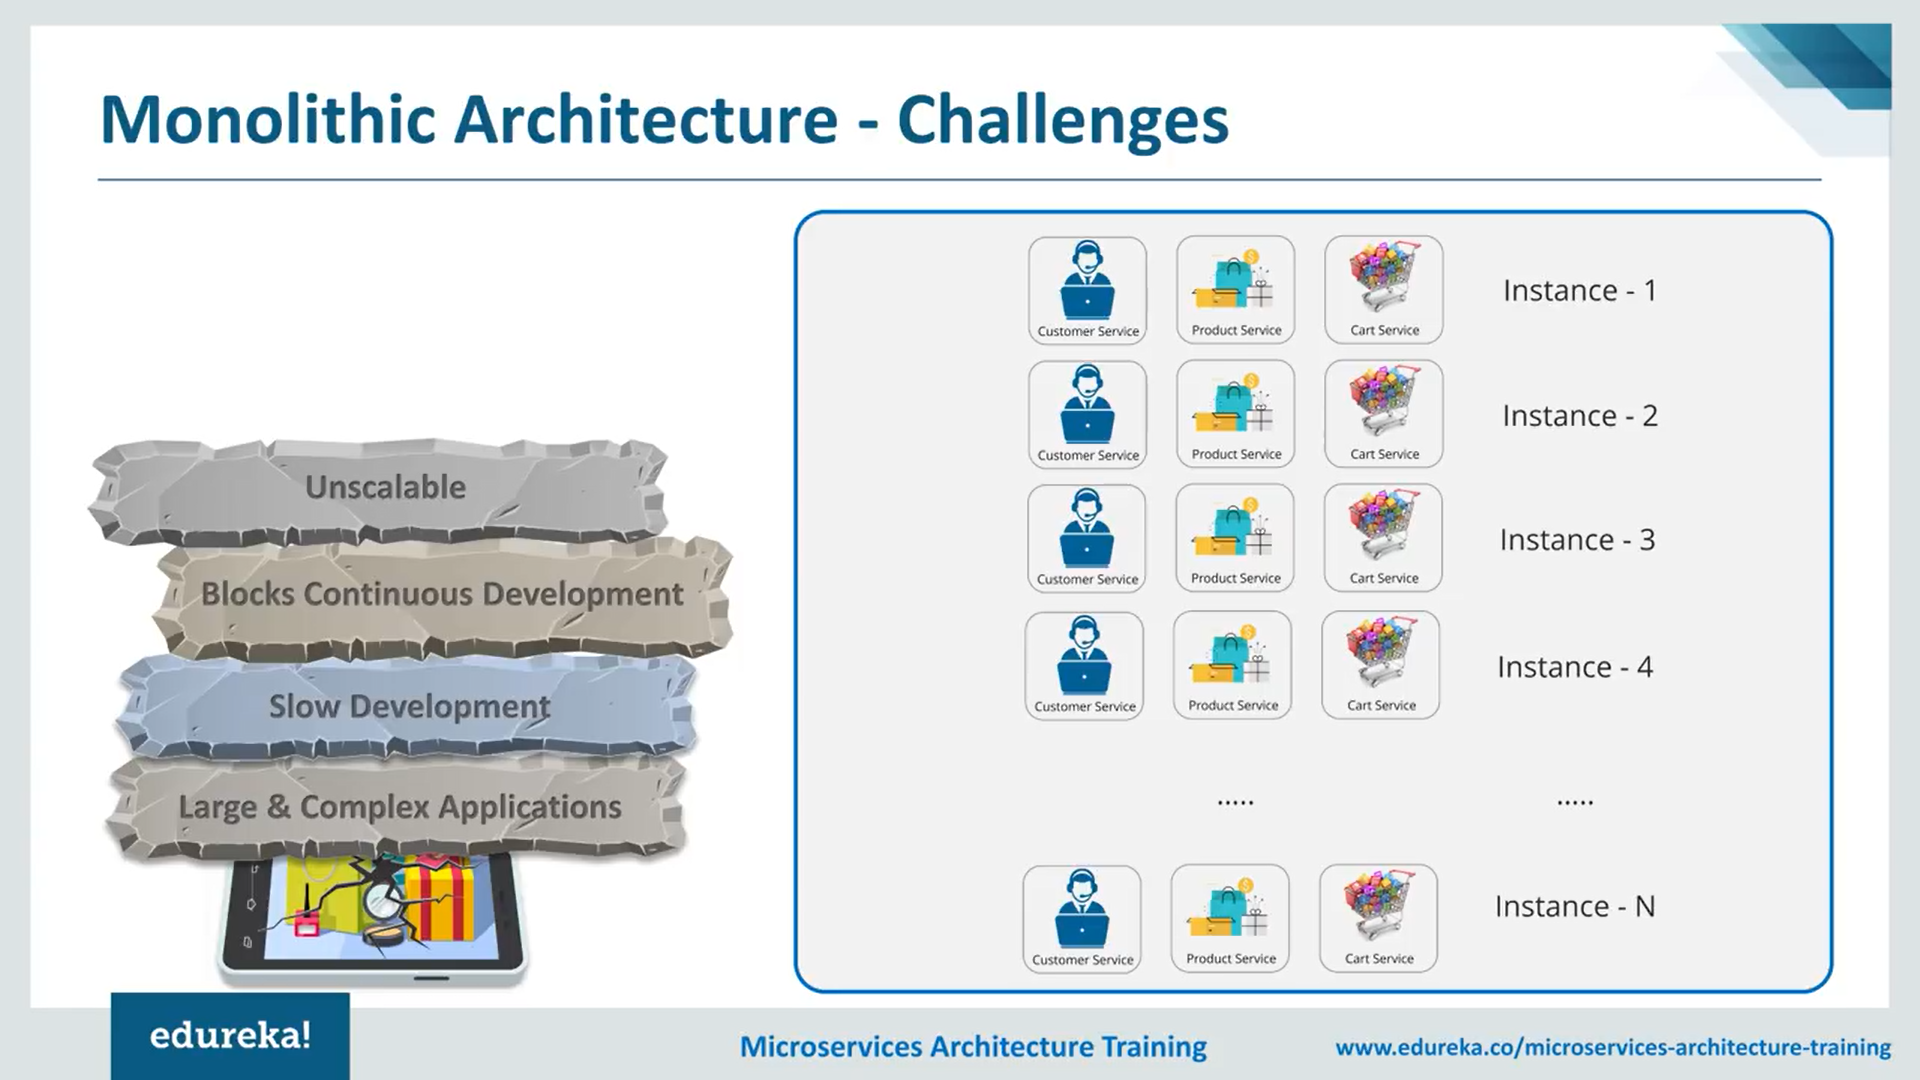 Monolithic Architecture - Challenges
Unscalable
Blocks Continuous Development
Slow Development
Large & Complex Applications
Customer Service Product Service Cart Service Instance - 1
Customer Service Product Service Cart Service Instance - 2
Customer Service Product Service Cart Service Instance - 3
Customer Service Product Service Cart Service Instance - 4
..... .....
Customer Service Product Service Cart Service Instance - N
edureka!
Microservices Architecture Training
www.edureka.co/microservices-architecture-training